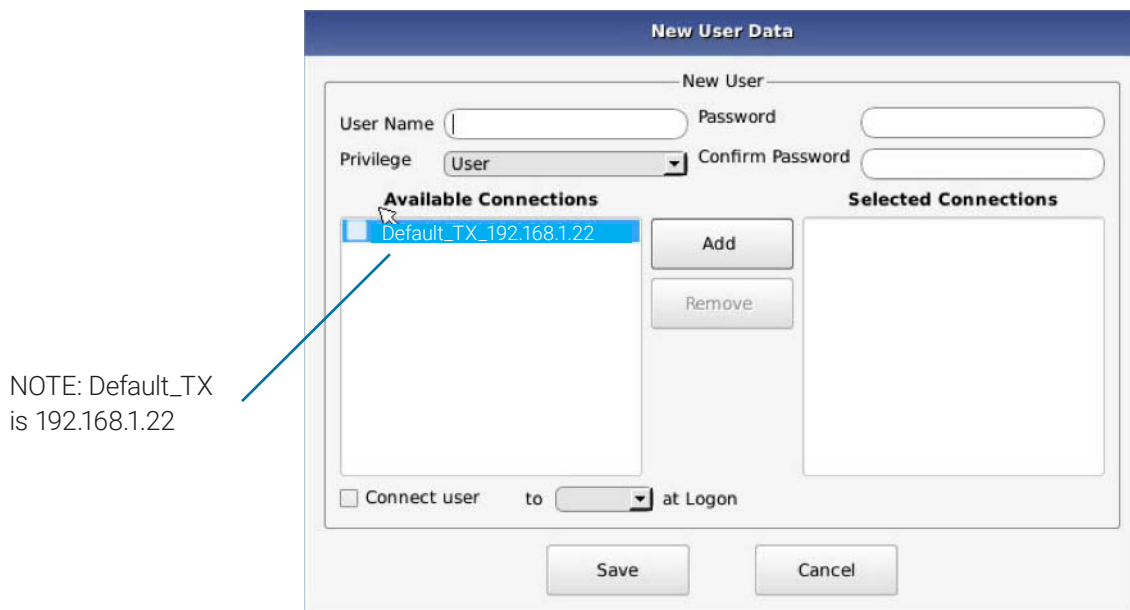 New User Data
New User
User Name
Password
Privilege
User
Confirm Password
Available Connections
Selected Connections
Default_TX_192.168.1.22
Add
Remove
NOTE: Default_TX
is 192.168.1.22
Connect user to at Logon
Save
Cancel